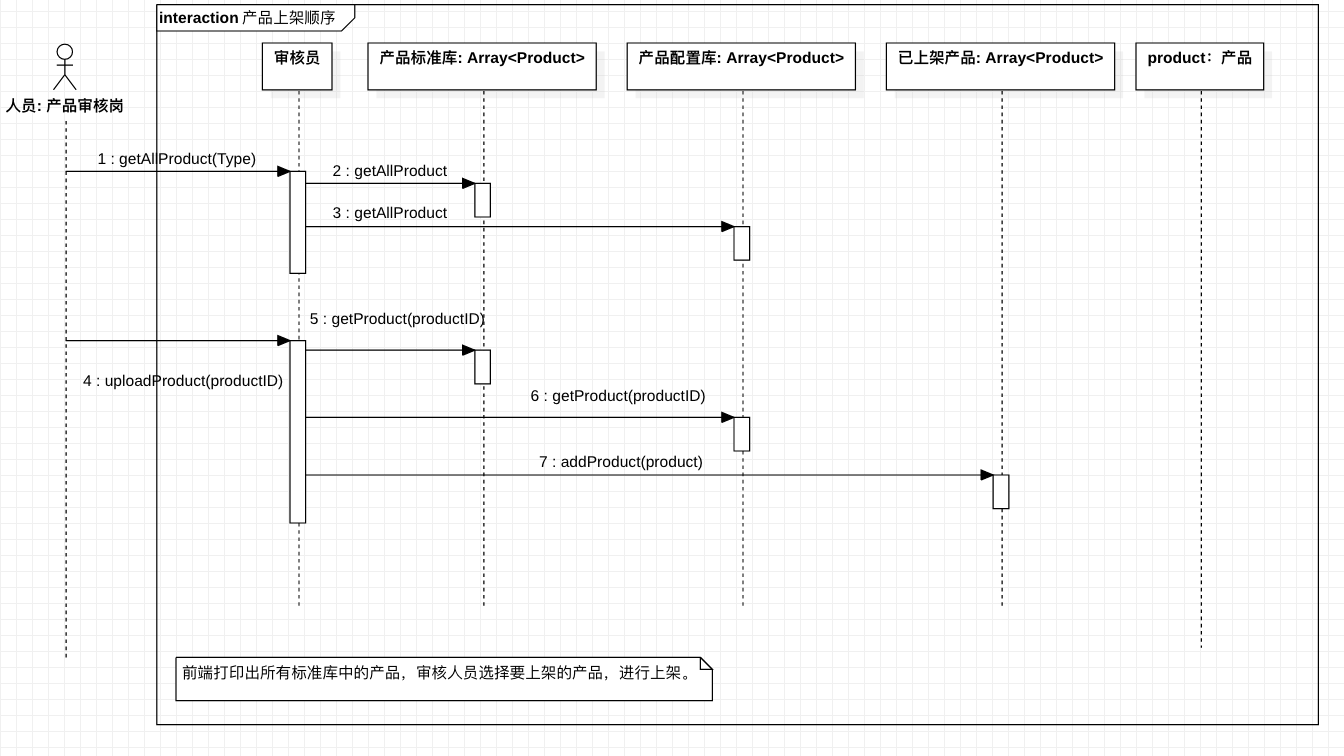 interaction 产品上架顺序
人员: 产品审核岗
审核员
产品标准库: Array<Product>
产品配置库: Array<Product>
已上架产品: Array<Product>
product：产品
1 : getAllProduct(Type)
2 : getAllProduct
3 : getAllProduct
5 : getProduct(productID)
4 : uploadProduct(productID)
6 : getProduct(productID)
7 : addProduct(product)
前端打印出所有标准库中的产品，审核人员选择要上架的产品，进行上架。